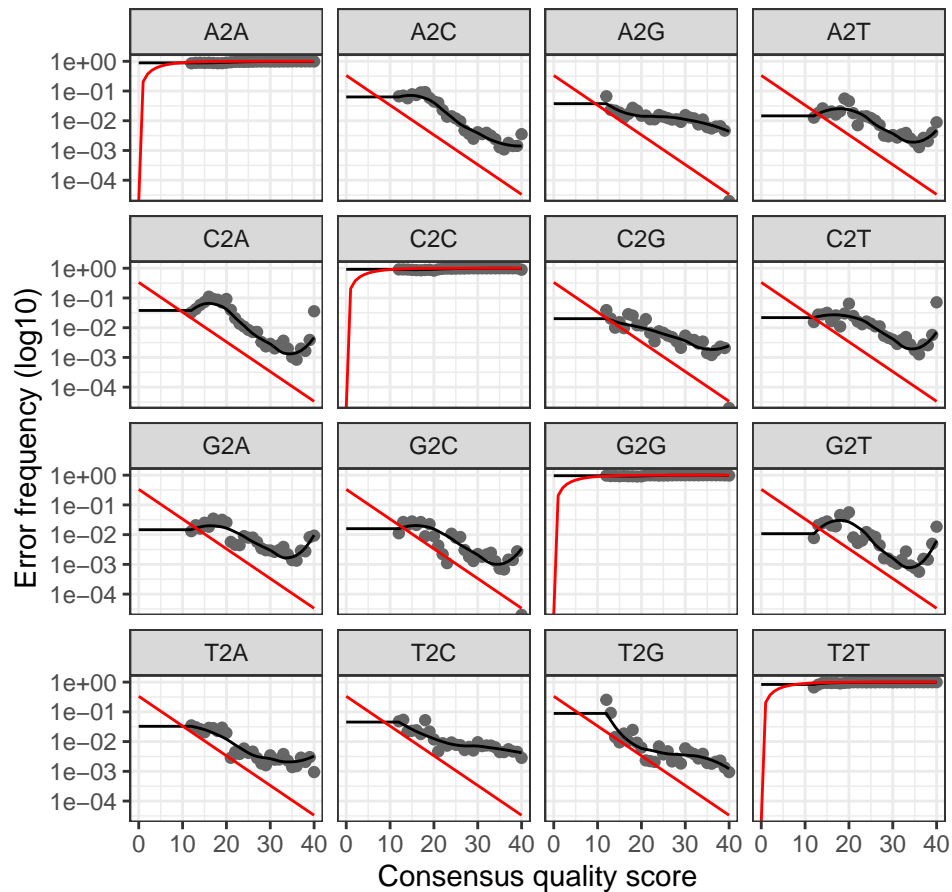 A2A A2C A2G A2T
1e+00
1e−01
1e−02
1e−03
1e−04
C2A C2C C2G C2T
1e+00
1e−01
1e−02
1e−03
1e−04
G2A G2C G2G G2T
1e+00
1e−01
1e−02
1e−03
1e−04
T2A T2C T2G T2T
1e+00
1e−01
1e−02
1e−03
1e−04
0 10 20 30 40 0 10 20 30 40 0 10 20 30 40 0 10 20 30 40
Consensus quality score
Error frequency (log10)